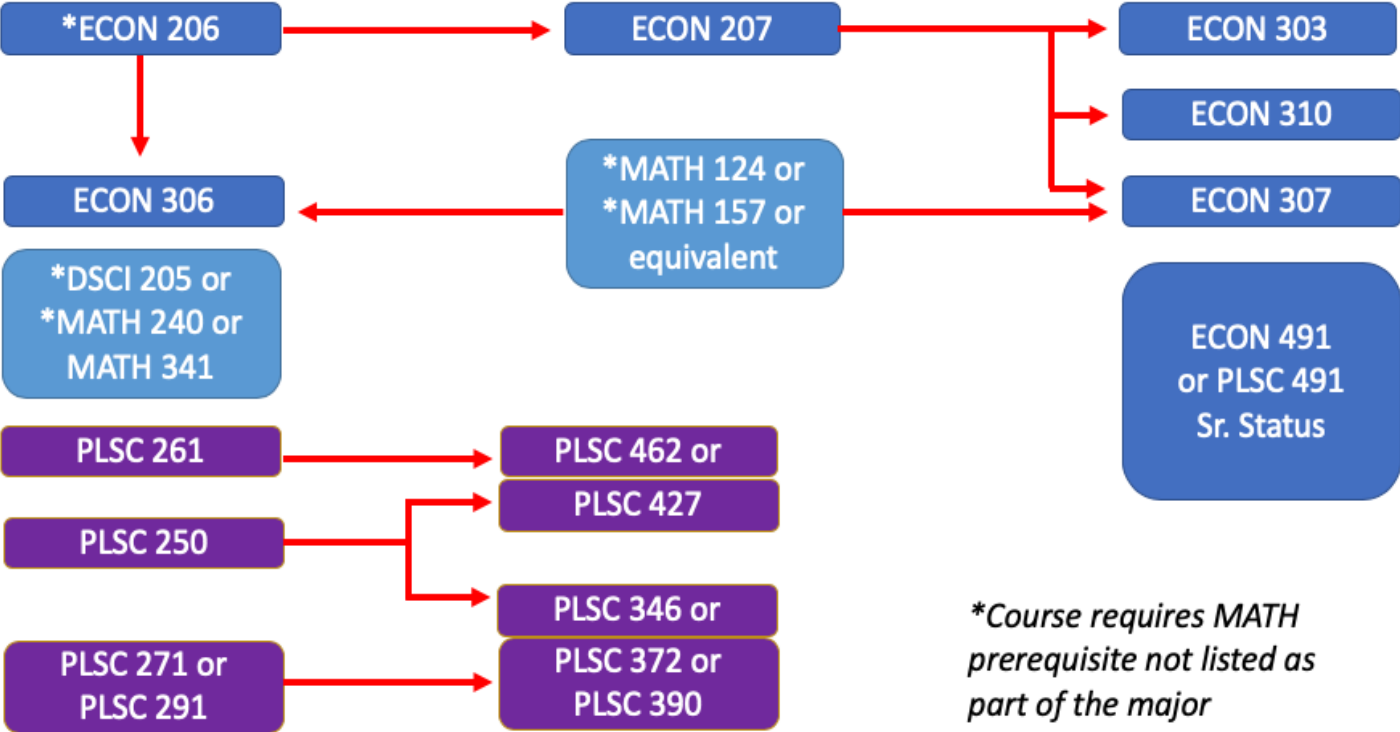 *ECON 206
ECON 207
ECON 303
ECON 310
ECON 306
*MATH 124 or
*MATH 157 or
equivalent
ECON 307
*DSCI 205 or
*MATH 240 or
MATH 341
ECON 491
or PLSC 491
Sr. Status
PLSC 261
PLSC 462 or
PLSC 427
PLSC 250
PLSC 346 or
PLSC 271 or
PLSC 291
PLSC 372 or
PLSC 390
*Course requires MATH
prerequisite not listed as
part of the major